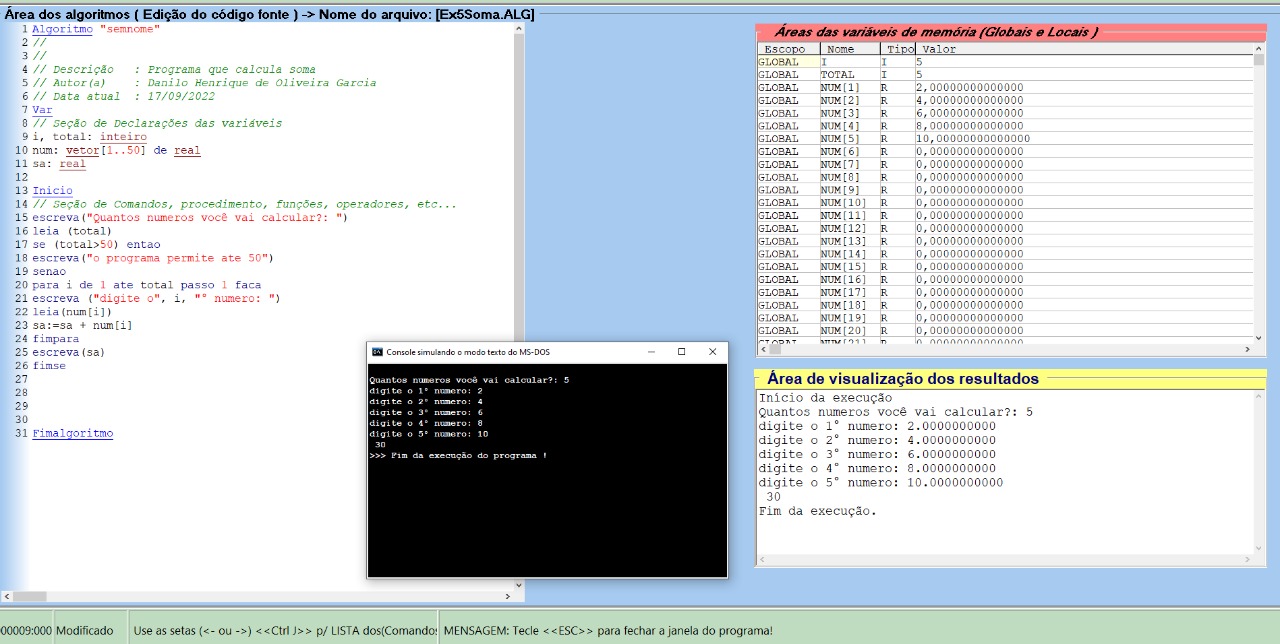 Área dos algoritmos ( Edição do código fonte ) -> Nome do arquivo: [Ex5Soma.ALG]
1 Algoritmo "semnome"
2 //
3 //
4 // Descrição   : Programa que calcula soma
5 // Autor(a)    : Danilo Henrique de Oliveira Garcia
6 // Data atual  : 17/09/2022
7 Var
8 // Seção de Declarações das variáveis
9 i, total: inteiro
10 num: vetor[1..50] de real
11 sa: real
12
13 Inicio
14 // Seção de Comandos, procedimento, funções, operadores, etc...
15 escreva("Quantos numeros você vai calcular?: ")
16 leia (total)
17 se (total>50) entao
18 escreva("o programa permite ate 50")
19 senao
20 para i de 1 ate total passo 1 faca
21 escreva ("digite o", i, "° numero: ")
22 leia(num[i])
23 sa:=sa + num[i]
24 fimpara
25 escreva(sa)
26 fimse
27
28
29
30
31 Fimalgoritmo
Console simulando o modo texto do MS-DOS
Quantos numeros você vai calcular?: 5
digite o 1° numero: 2
digite o 2° numero: 4
digite o 3° numero: 6
digite o 4° numero: 8
digite o 5° numero: 10
30
>>> Fim da execução do programa !
Áreas das variáveis de memória (Globais e Locais )
Escopo Nome Tipo Valor
GLOBAL I I 5
GLOBAL TOTAL I 5
GLOBAL NUM[1] R 2,00000000000000
GLOBAL NUM[2] R 4,00000000000000
GLOBAL NUM[3] R 6,00000000000000
GLOBAL NUM[4] R 8,00000000000000
GLOBAL NUM[5] R 10,0000000000000
GLOBAL NUM[6] R 0,00000000000000
GLOBAL NUM[7] R 0,00000000000000
GLOBAL NUM[8] R 0,00000000000000
GLOBAL NUM[9] R 0,00000000000000
GLOBAL NUM[10] R 0,00000000000000
GLOBAL NUM[11] R 0,00000000000000
GLOBAL NUM[12] R 0,00000000000000
GLOBAL NUM[13] R 0,00000000000000
GLOBAL NUM[14] R 0,00000000000000
GLOBAL NUM[15] R 0,00000000000000
GLOBAL NUM[16] R 0,00000000000000
GLOBAL NUM[17] R 0,00000000000000
GLOBAL NUM[18] R 0,00000000000000
GLOBAL NUM[19] R 0,00000000000000
GLOBAL NUM[20] R 0,00000000000000
GLOBAL NUM[21] R 0,00000000000000
Área de visualização dos resultados
Início da execução
Quantos numeros você vai calcular?: 5
digite o 1° numero: 2.0000000000
digite o 2° numero: 4.0000000000
digite o 3° numero: 6.0000000000
digite o 4° numero: 8.0000000000
digite o 5° numero: 10.0000000000
30
Fim da execução.
00009:000 Modificado Use as setas (<- ou ->) <<Ctrl J>> p/ LISTA dos(Comandos MENSAGEM: Tecle <<ESC>> para fechar a janela do programa!